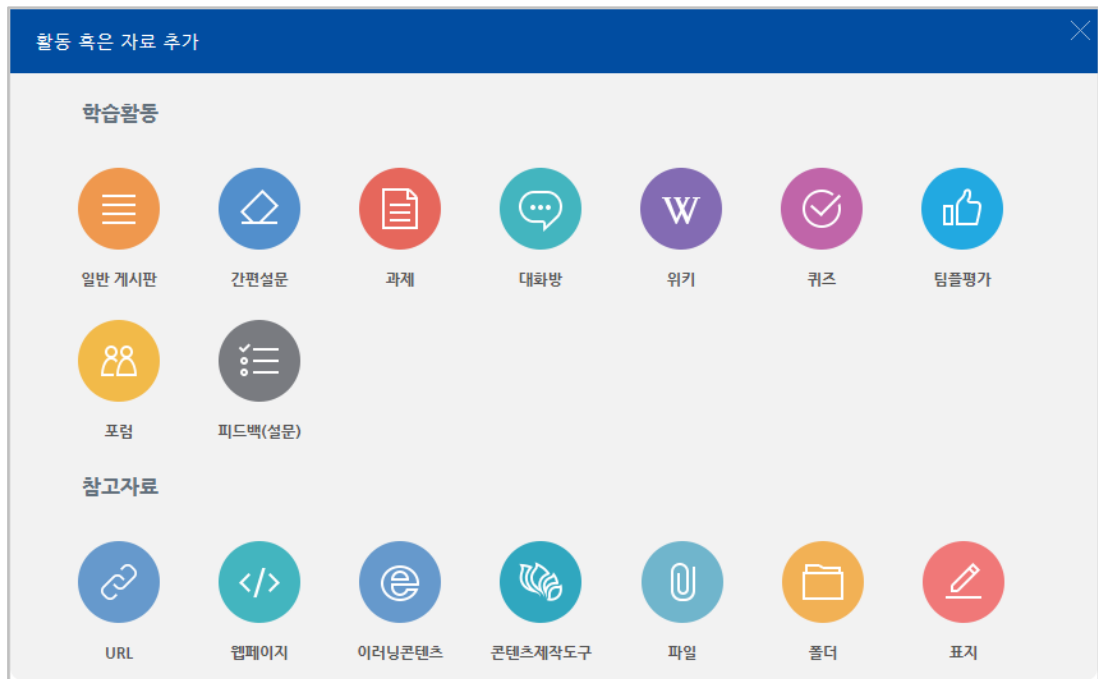 활동 혹은 자료 추가
학습활동
일반 게시판 간편설문 과제 대화방 위키 퀴즈 팀플평가
포럼 피드백(설문)
참고자료
URL 웹페이지 이러닝콘텐츠 콘텐츠제작도구 파일 폴더 표지